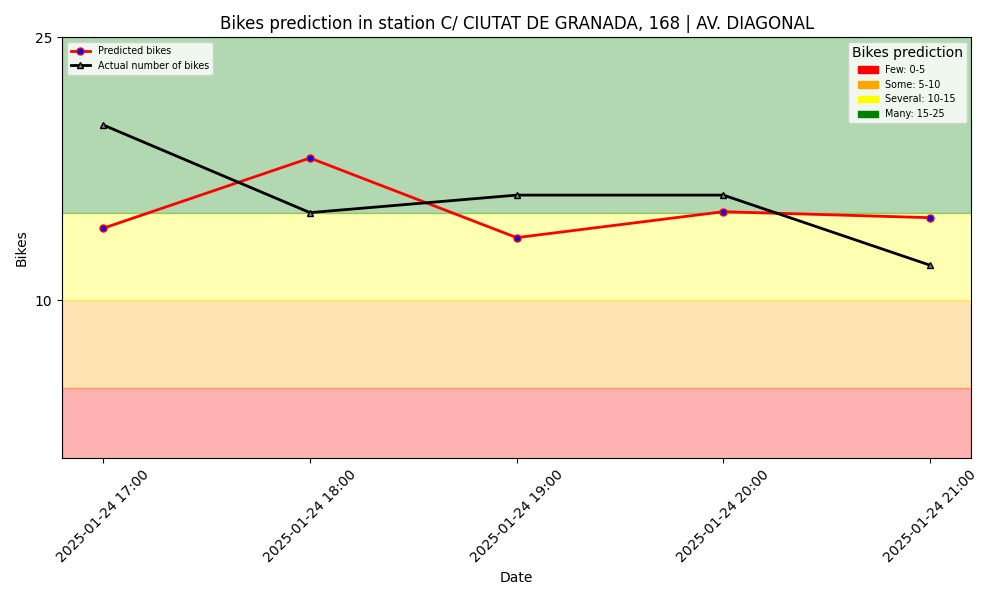 Bikes prediction in station C/ CIUTAT DE GRANADA, 168 | AV. DIAGONAL
25
10
Bikes
Predicted bikes
Actual number of bikes
Bikes prediction
Few: 0-5
Some: 5-10
Several: 10-15
Many: 15-25
2025-01-24 17:00
2025-01-24 18:00
2025-01-24 19:00
2025-01-24 20:00
2025-01-24 21:00
Date